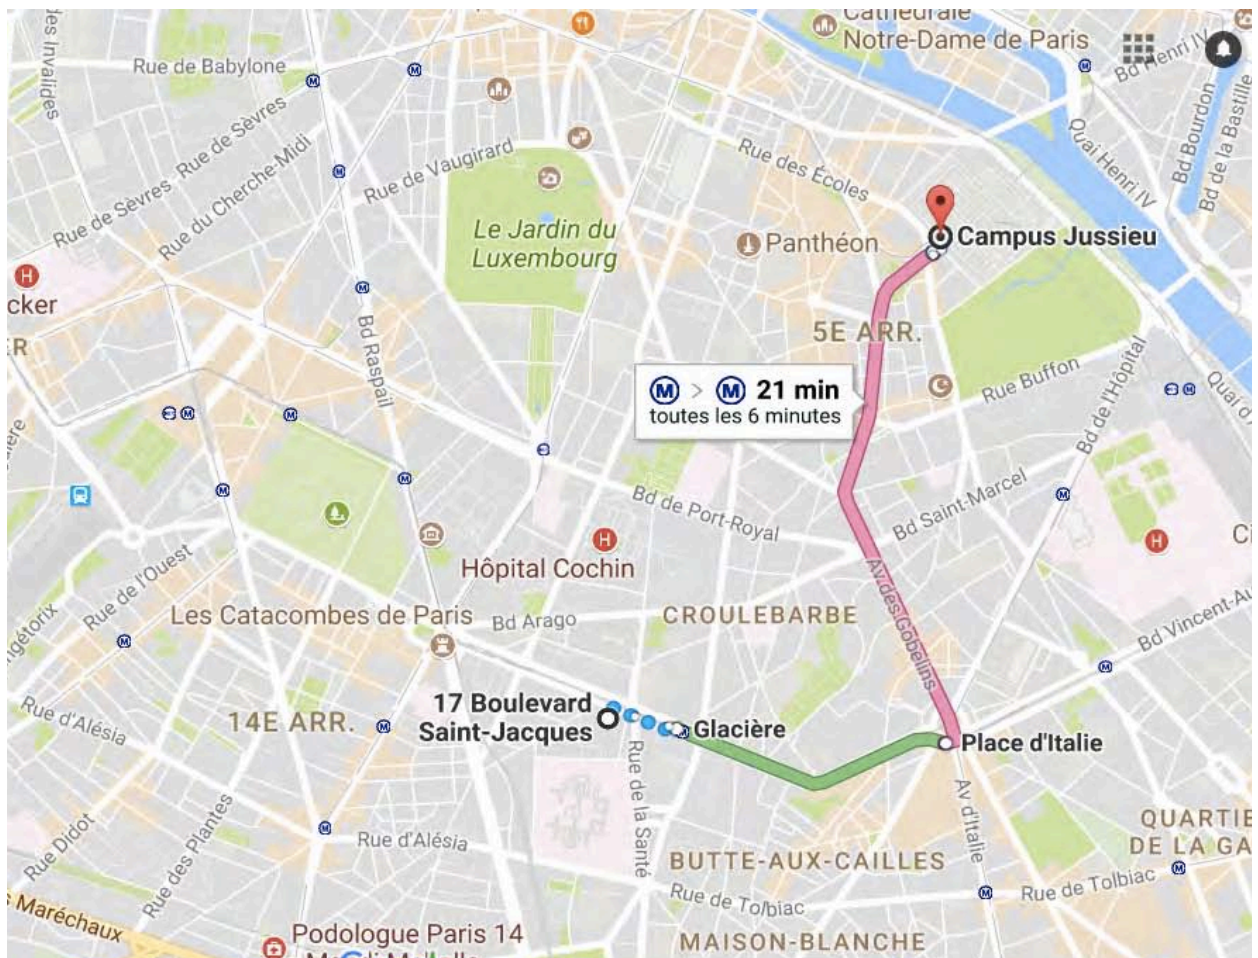 des Invalides
Cathédrale
Notre-Dame de Paris
Bd Henri IV
Rue de Babylone
Rue de Sèvres
Rue de Sèvres
Rue du Cherche-Midi
Rue de Vaugirard
Rue des Écoles
Quai Henri IV
Bd Bourdon
Bd de la Bastille
Le Jardin du
Luxembourg
Panthéon
Campus Jussieu
cker
ER
Bd Raspail
5E ARR.
M > M 21 min
toutes les 6 minutes
Rue Buffon
Bd de l'Hôpital
Bd de Port-Royal
Bd Saint-Marcel
Hôpital Cochin
Rue de l'Ouest
Les Catacombes de Paris
Bd Arago
CROULEBARBE
Av. des Gobelins
Bd Vincent-Au
Rue d'Alésia
14E ARR.
17 Boulevard
Saint-Jacques
Glacière
Place d'Italie
Rue de la Santé
Av d'Italie
Rue Didot
Rue des Plantes
Rue d'Alésia
BUTTE-AUX-CAILLES
QUARTIE
DE LA GA
Rue de Tolbiac
Rue de Tolbiac
s Maréchaux
MAISON-BLANCHE
Podologue Paris 14